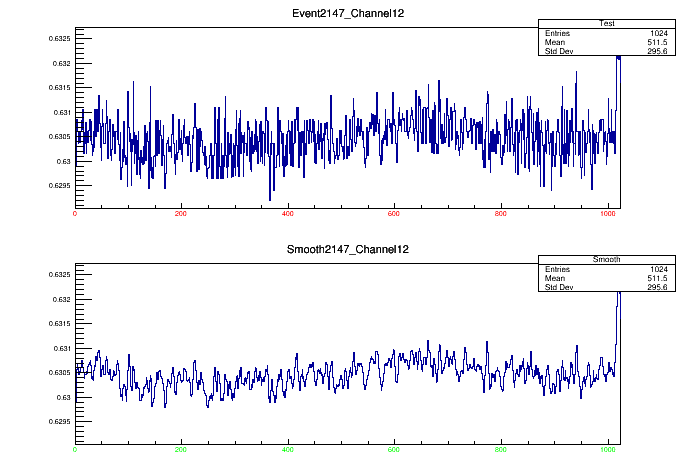 Event2147_Channel12
Test
Entries 1024
Mean 511.5
Std Dev 295.6
0.6325
0.632
0.6315
0.631
0.6305
0.63
0.6295
0 200 400 600 800 1000
Smooth2147_Channel12
Smooth
Entries 1024
Mean 511.5
Std Dev 295.6
0.6325
0.632
0.6315
0.631
0.6305
0.63
0.6295
0 200 400 600 800 1000